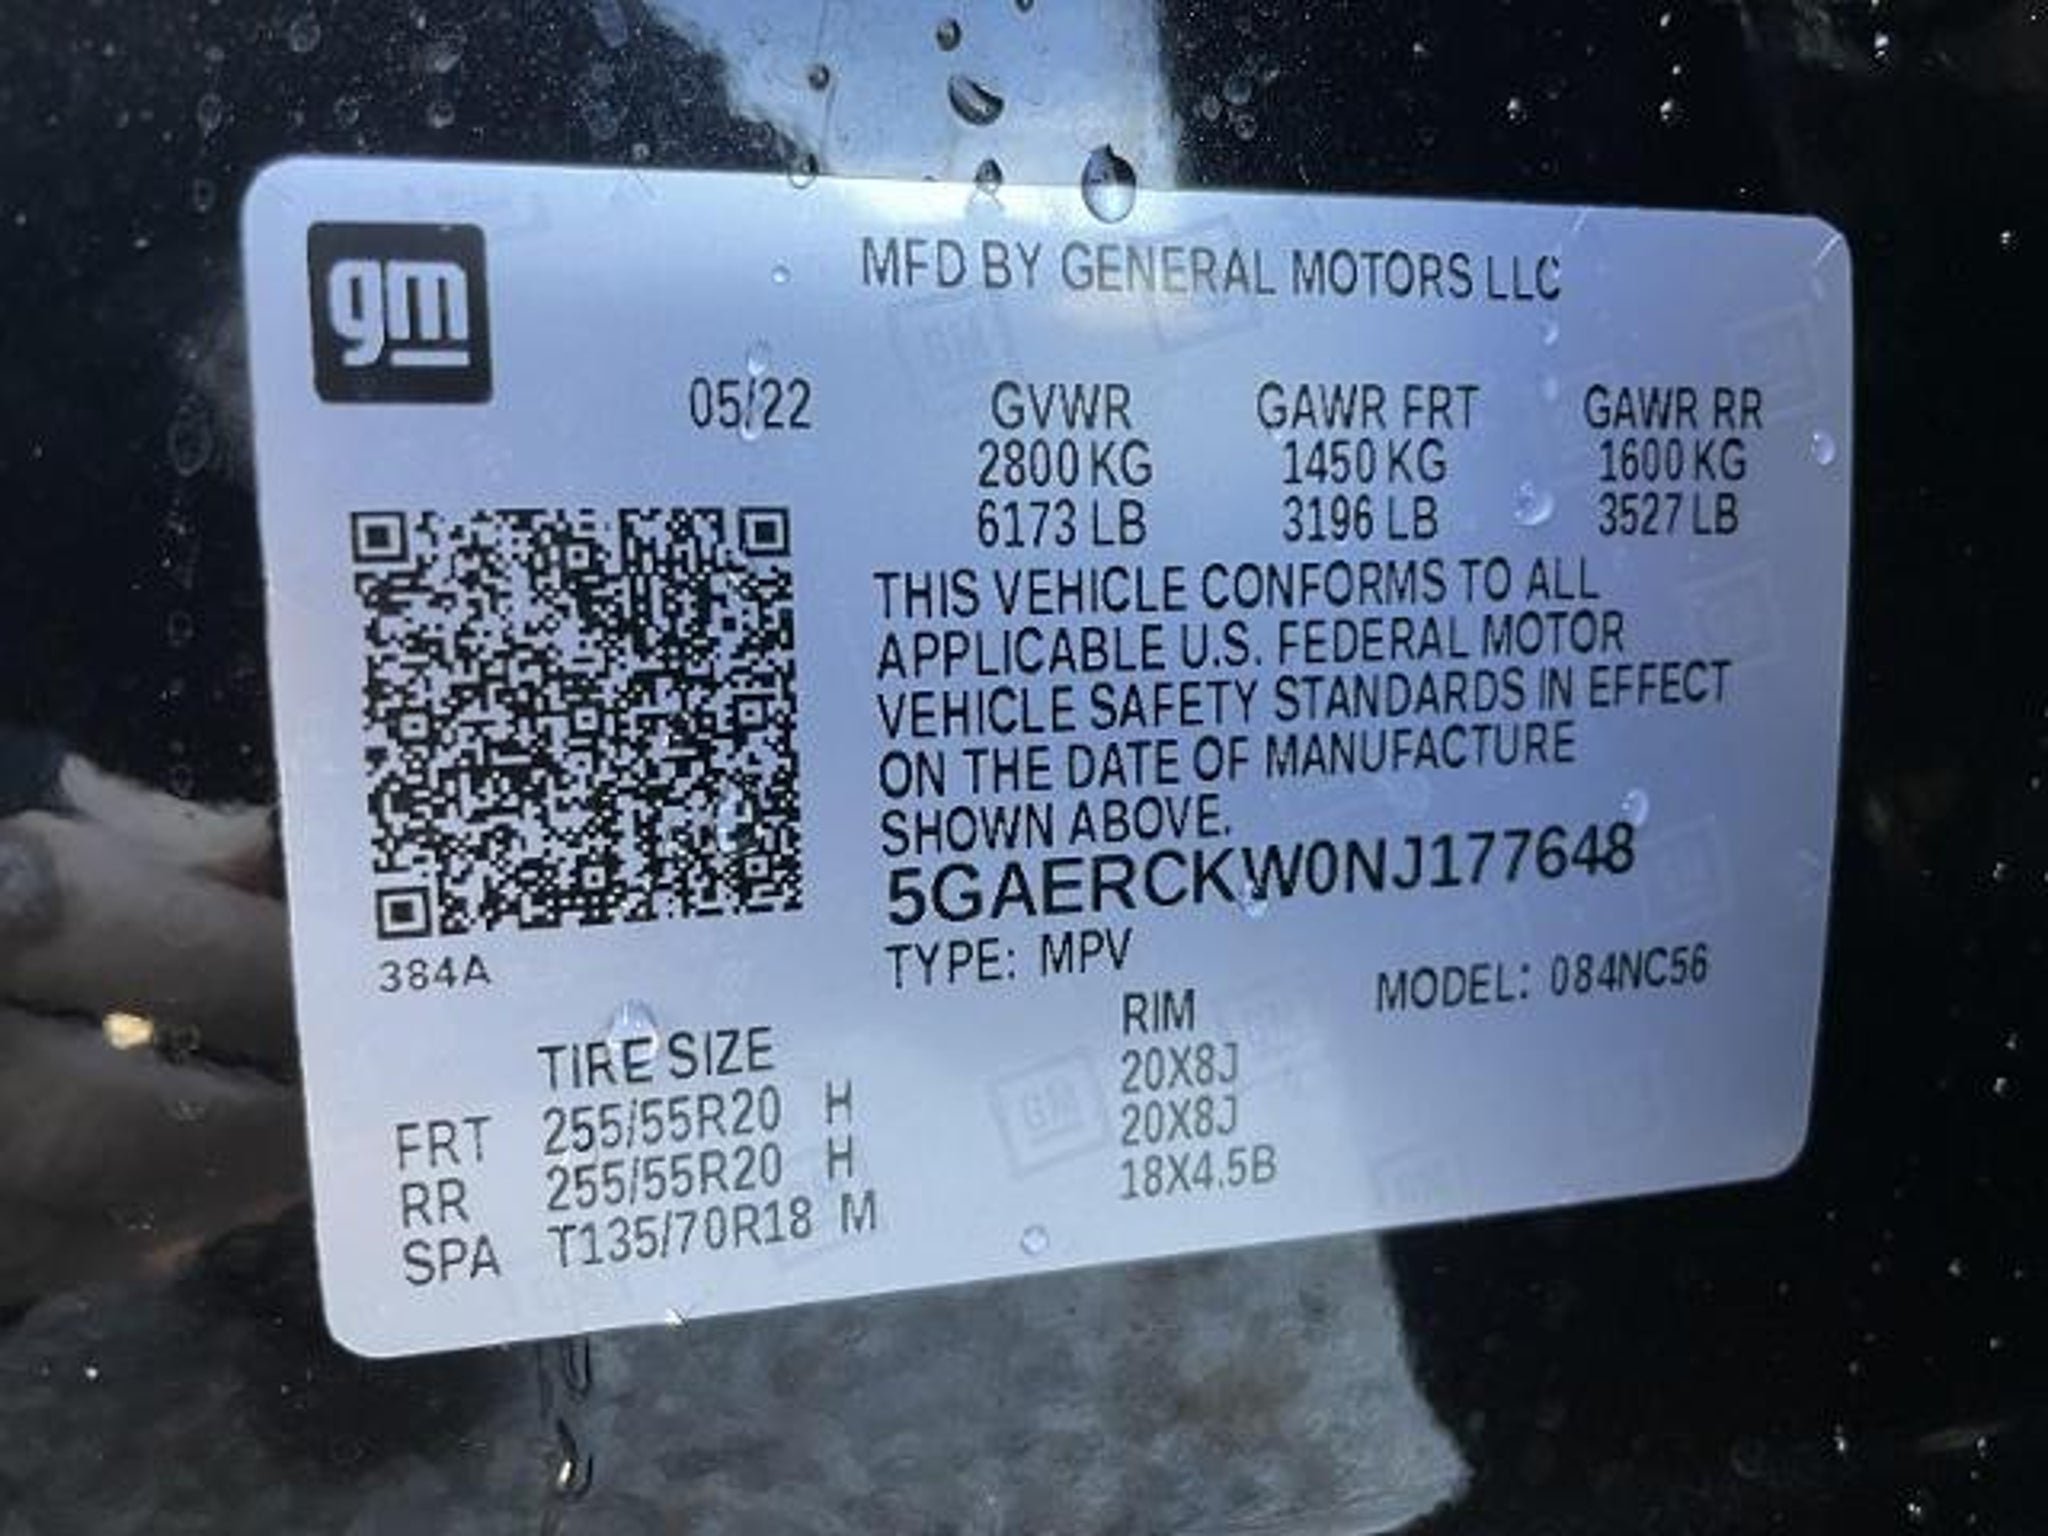 gm
MFD BY GENERAL MOTORS LLC
05/22 GVWR GAWR FRT GAWR RR
2800 KG 1450 KG 1600 KG
6173 LB 3196 LB 3527 LB
THIS VEHICLE CONFORMS TO ALL
APPLICABLE U.S. FEDERAL MOTOR
VEHICLE SAFETY STANDARDS IN EFFECT
ON THE DATE OF MANUFACTURE
SHOWN ABOVE.
5GAERCKW0NJ177648
384A
TYPE: MPV MODEL: 084NC56
TIRE SIZE RIM
FRT 255/55R20 H 20X8J
RR 255/55R20 H 20X8J
SPA T135/70R18 M 18X4.5B